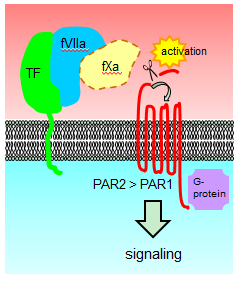 fVIIa
TF
fXa
activation
PAR2 > PAR1
G-
protein
signaling